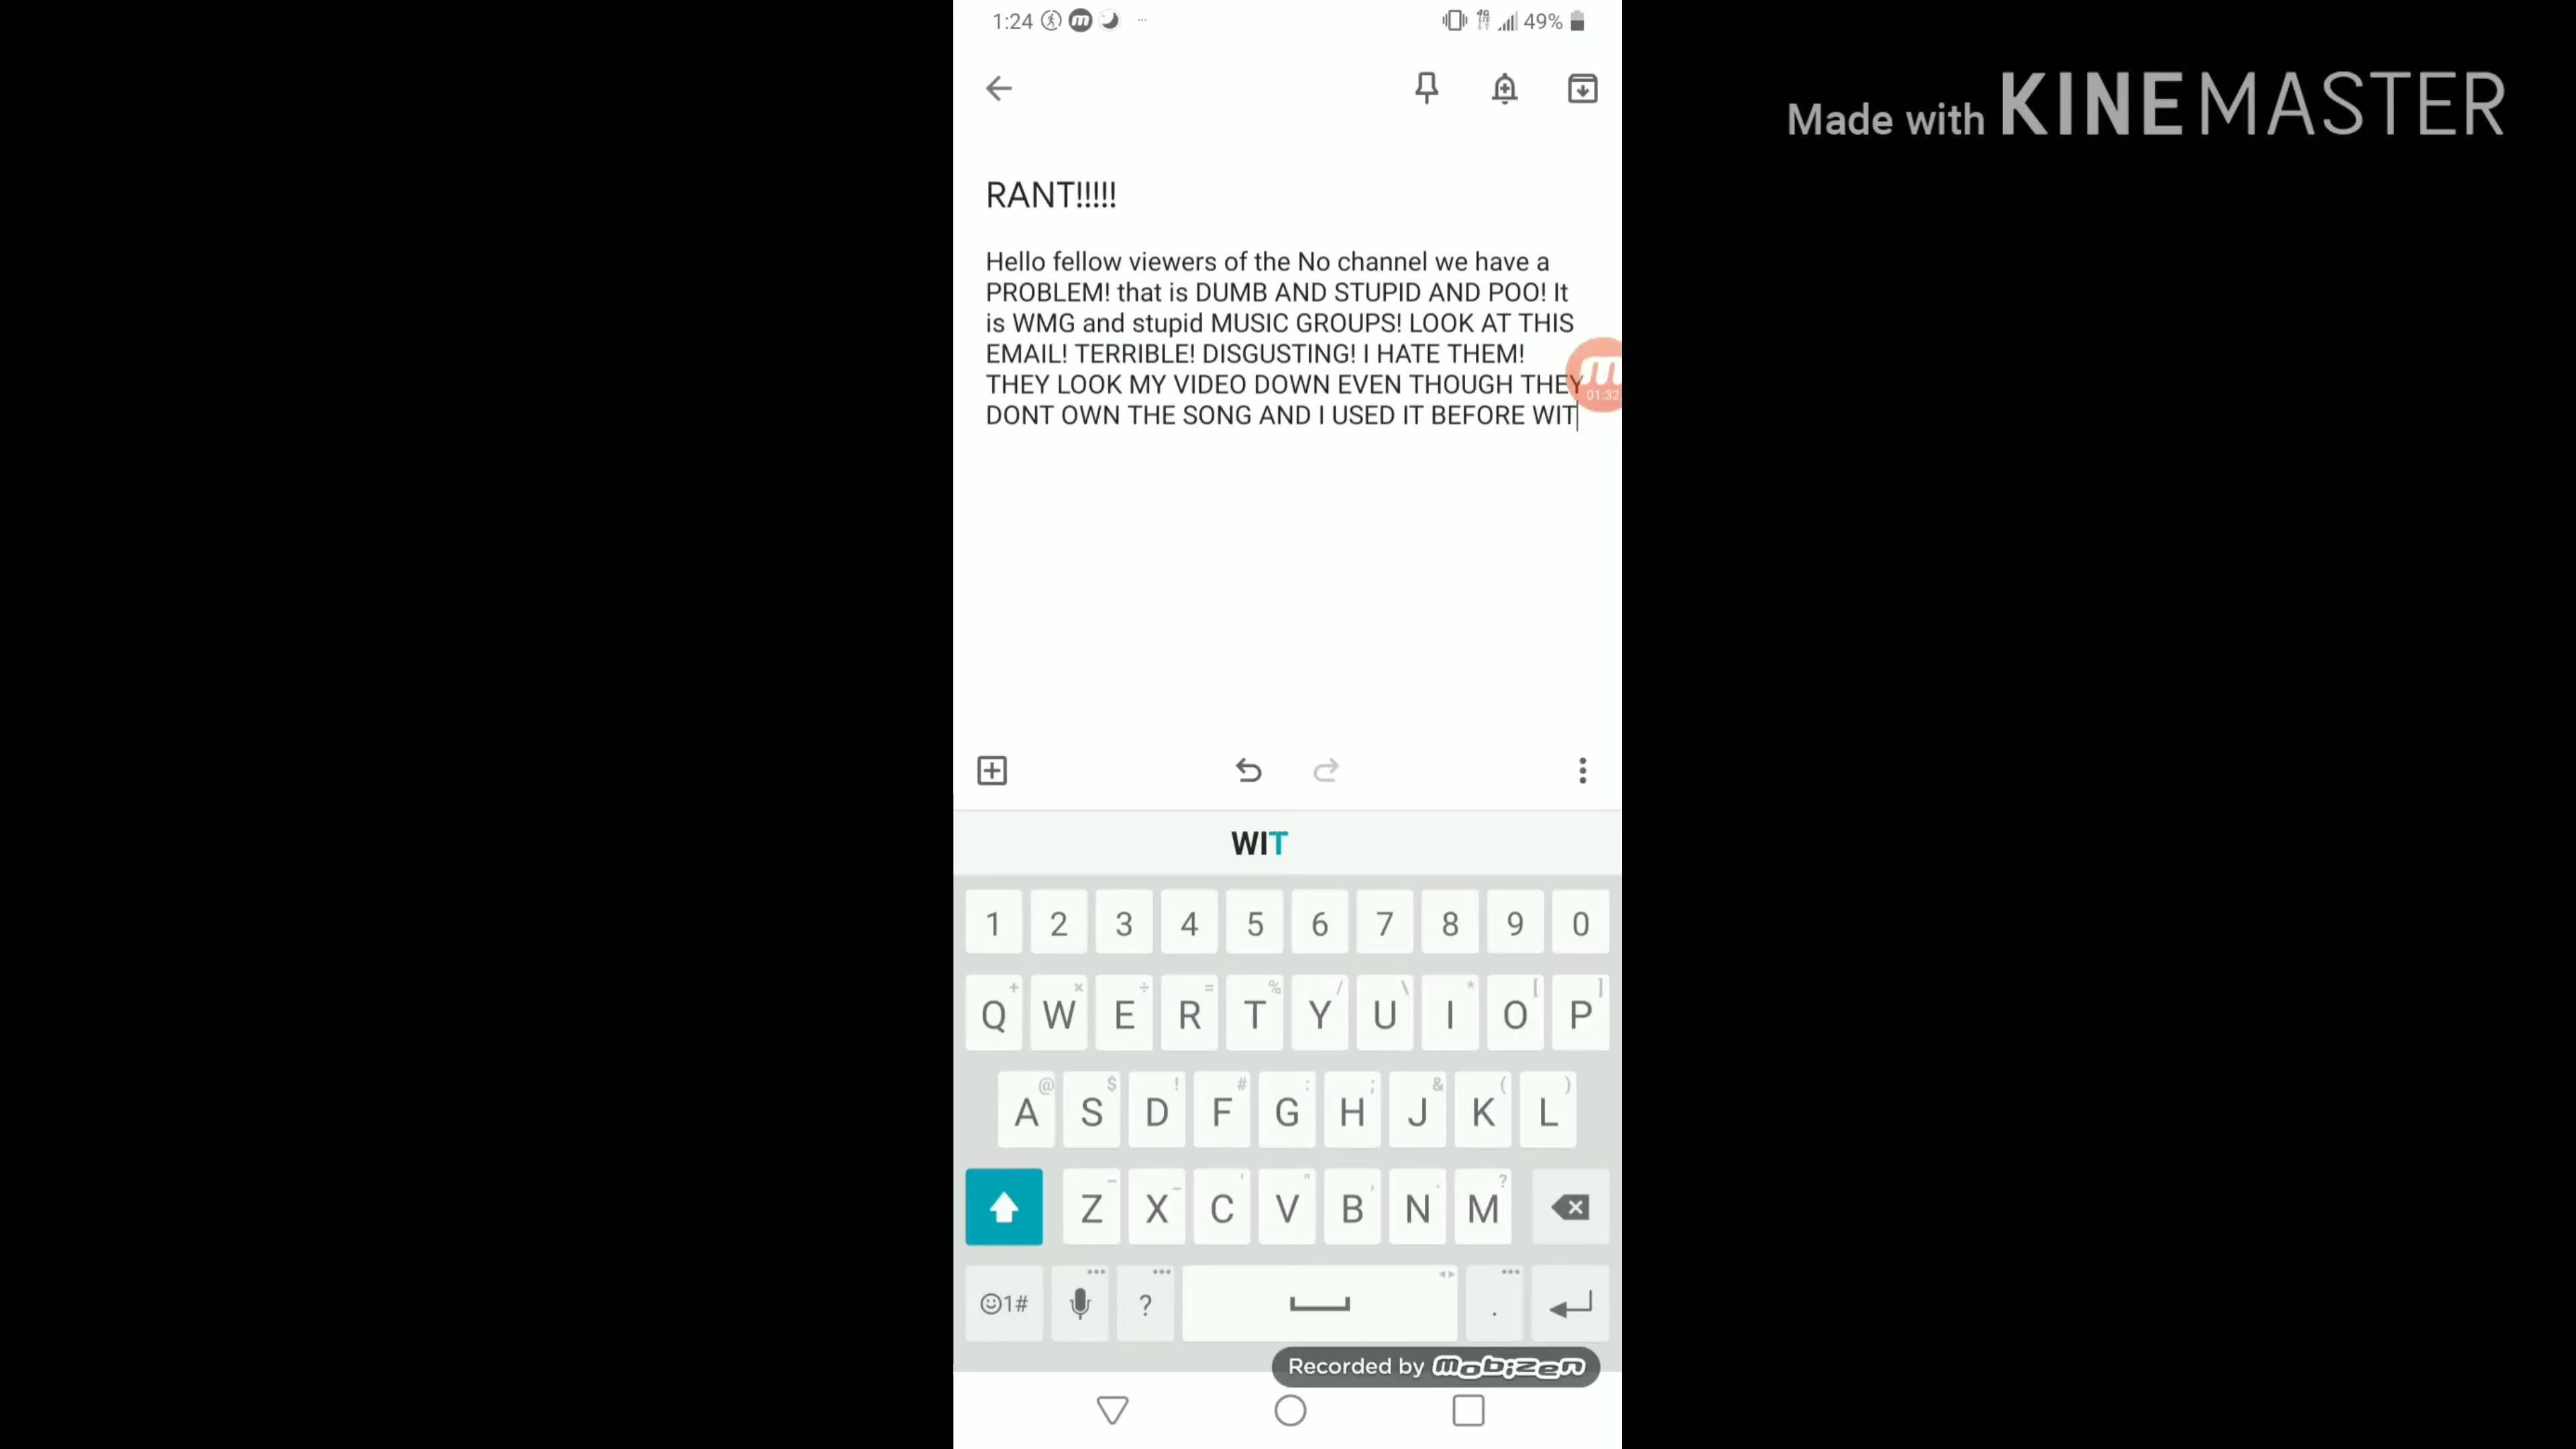 1:24
49%
Made with KINEMASTER
RANT!!!!!
Hello fellow viewers of the No channel we have a
PROBLEM! that is DUMB AND STUPID AND POO! It
is WMG and stupid MUSIC GROUPS! LOOK AT THIS
EMAIL! TERRIBLE! DISGUSTING! I HATE THEM!
THEY LOOK MY VIDEO DOWN EVEN THOUGH THEY
DONT OWN THE SONG AND I USED IT BEFORE WIT
01:32
WIT
1 2 3 4 5 6 7 8 9 0
Q W E R T Y U I O P
A S D F G H J K L
Z X C V B N M
1# ? .
Recorded by mobizen